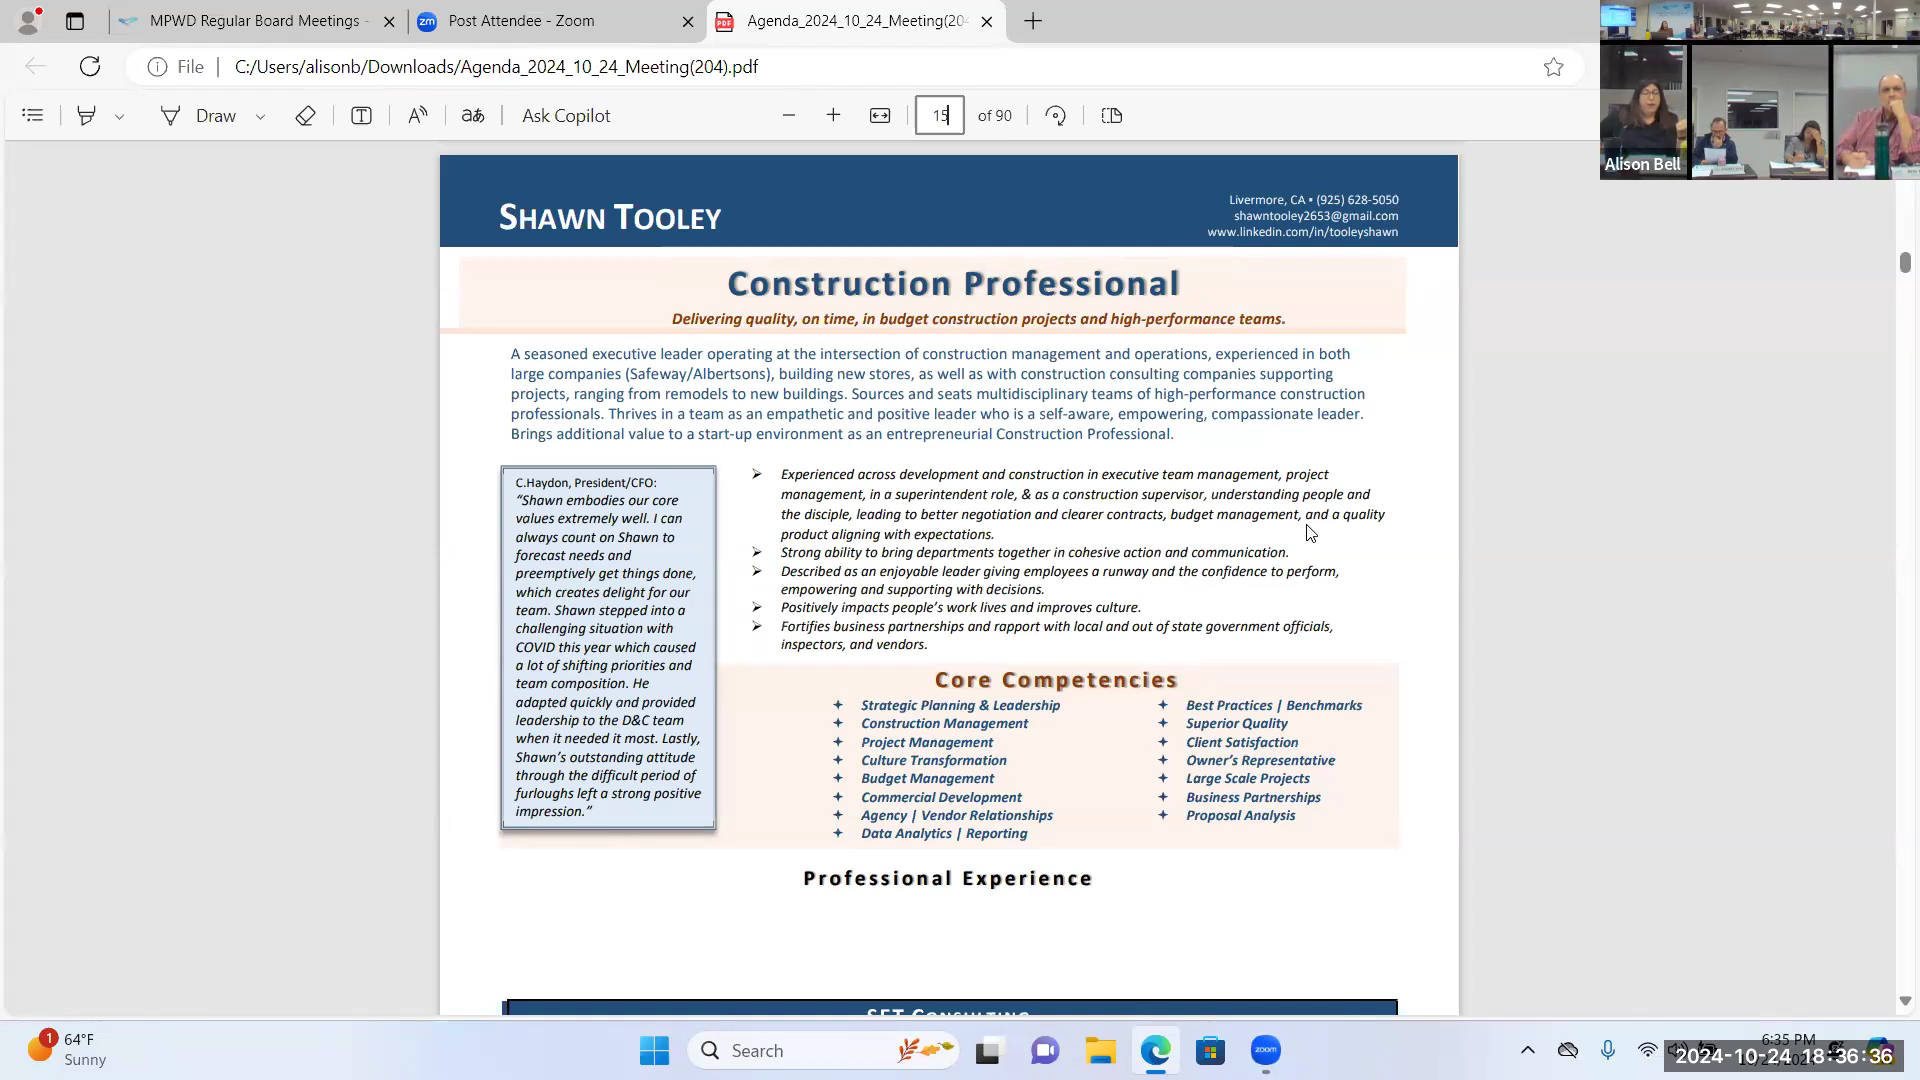 MPWD Regular Board Meetings -
Post Attendee - Zoom
Agenda_2024_10_24_Meeting(204
File
C:/Users/alisonb/Downloads/Agenda_2024_10_24_Meeting(204).pdf
Draw
Ask Copilot
15 of 90
Alison Bell
SHAWN TOOLEY
Livermore, CA ▪ (925) 628-5050
shawntooley2653@gmail.com
www.linkedin.com/in/tooleyshawn
Construction Professional
Delivering quality, on time, in budget construction projects and high-performance teams.
A seasoned executive leader operating at the intersection of construction management and operations, experienced in both
large companies (Safeway/Albertsons), building new stores, as well as with construction consulting companies supporting
projects, ranging from remodels to new buildings. Sources and seats multidisciplinary teams of high-performance construction
professionals. Thrives in a team as an empathetic and positive leader who is a self-aware, empowering, compassionate leader.
Brings additional value to a start-up environment as an entrepreneurial Construction Professional.
C.Haydon, President/CFO:
“Shawn embodies our core
values extremely well. I can
always count on Shawn to
forecast needs and
preemptively get things done,
which creates delight for our
team. Shawn stepped into a
challenging situation with
COVID this year which caused
a lot of shifting priorities and
team composition. He
adapted quickly and provided
leadership to the D&C team
when it needed it most. Lastly,
Shawn’s outstanding attitude
through the difficult period of
furloughs left a strong positive
impression.”
Experienced across development and construction in executive team management, project
management, in a superintendent role, & as a construction supervisor, understanding people and
the disciple, leading to better negotiation and clearer contracts, budget management, and a quality
product aligning with expectations.
Strong ability to bring departments together in cohesive action and communication.
Described as an enjoyable leader giving employees a runway and the confidence to perform,
empowering and supporting with decisions.
Positively impacts people’s work lives and improves culture.
Fortifies business partnerships and rapport with local and out of state government officials,
inspectors, and vendors.
Core Competencies
Strategic Planning & Leadership
Construction Management
Project Management
Culture Transformation
Budget Management
Commercial Development
Agency | Vendor Relationships
Data Analytics | Reporting
Best Practices | Benchmarks
Superior Quality
Client Satisfaction
Owner’s Representative
Large Scale Projects
Business Partnerships
Proposal Analysis
Professional Experience
SFT CONSULTING
1
64°F
Sunny
Search
zoom
6:35 PM
2024-10-24 18:36:36